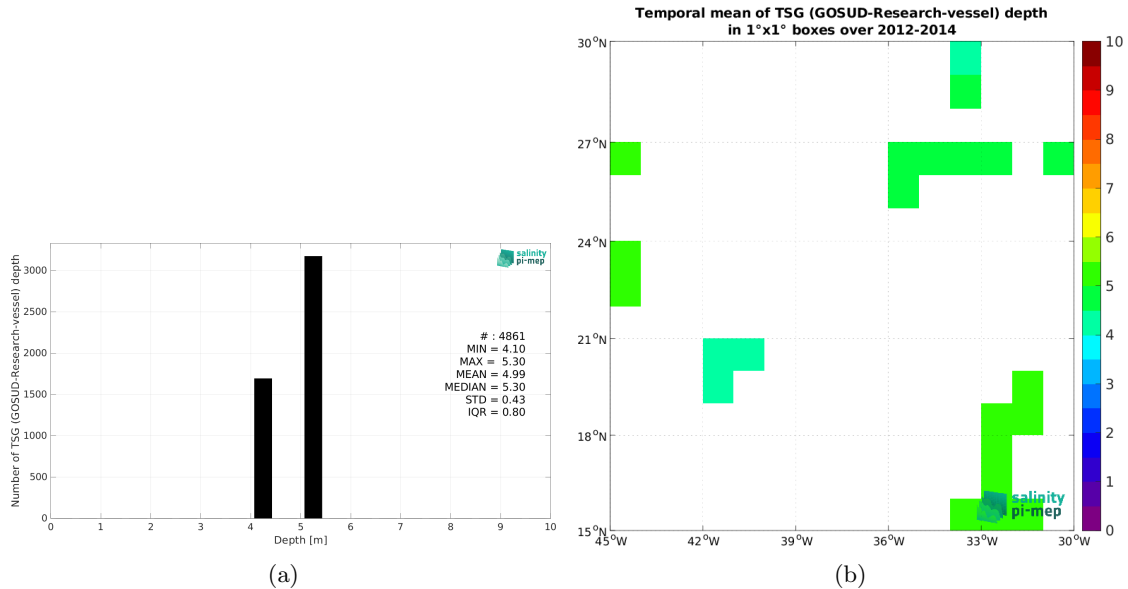 Number of TSG (GOSUD-Research-vessel) depth
3000
2500
2000
1500
1000
500
0
0 1 2 3 4 5 6 7 8 9 10
Depth [m]
salinity
pi-mep
# : 4861
MIN = 4.10
MAX = 5.30
MEAN = 4.99
MEDIAN = 5.30
STD = 0.43
IQR = 0.80
(a)
Temporal mean of TSG (GOSUD-Research-vessel) depth
in 1°x1° boxes over 2012-2014
30°N
27°N
24°N
21°N
18°N
15°N
45°W 42°W 39°W 36°W 33°W 30°W
salinity
pi-mep
10
9
8
7
6
5
4
3
2
1
0
(b)